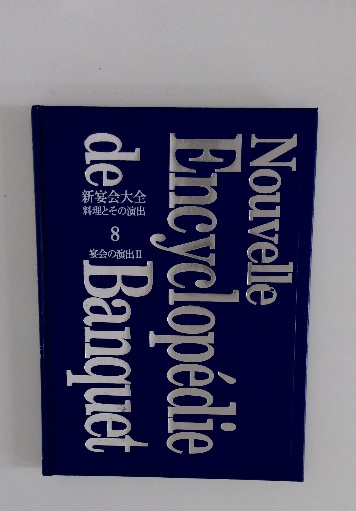 Nouvelle
Encyclopédie
de Banquet
新宴会大全
料理とその演出
8
宴会の演出II